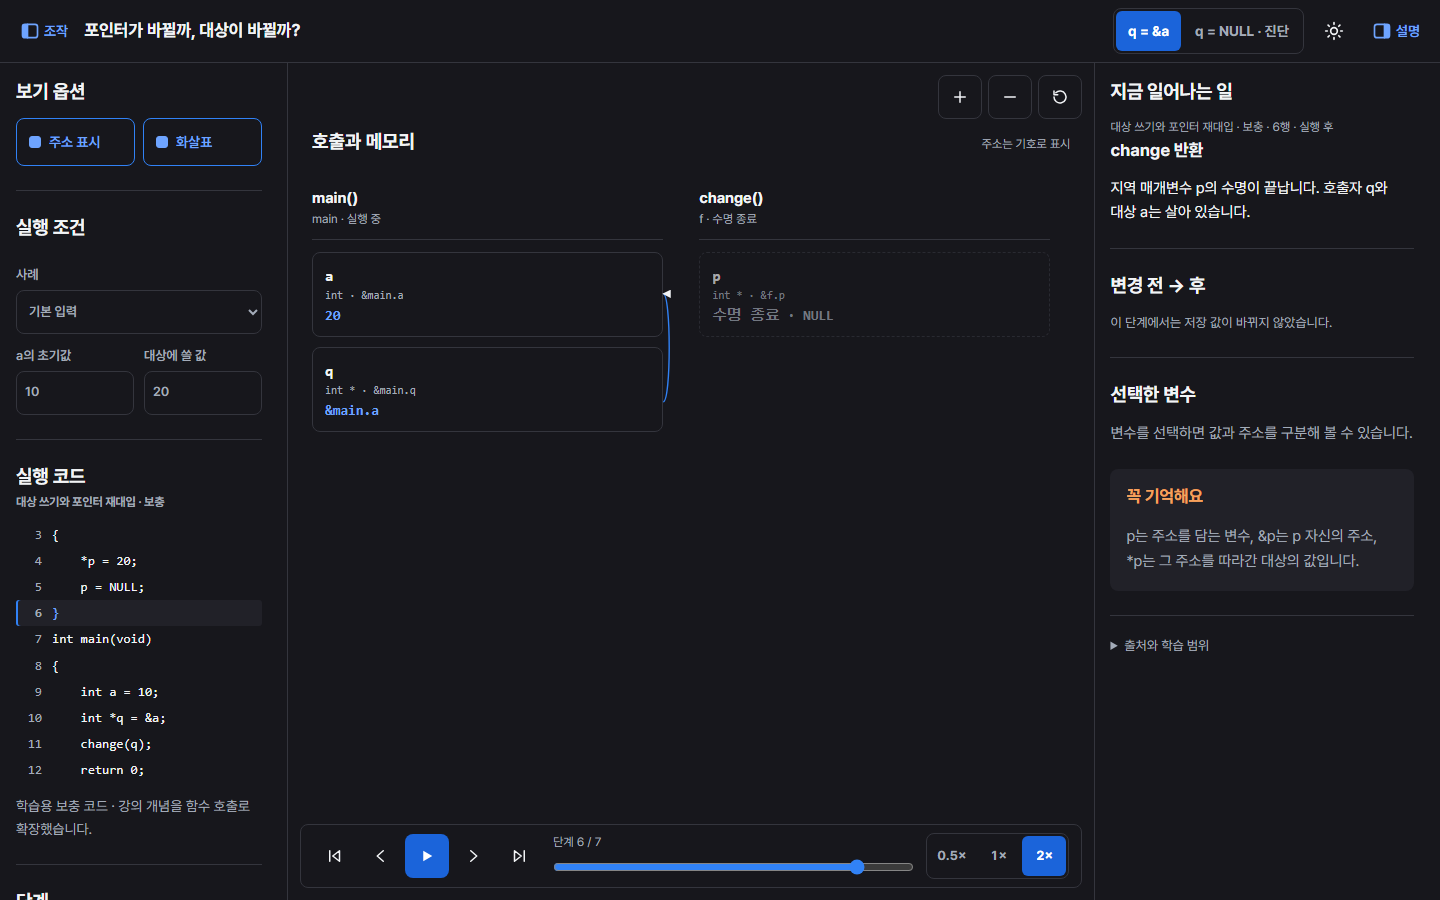 조작
포인터가 바뀔까, 대상이 바뀔까?
q = &a
q = NULL · 진단
설명
보기 옵션
주소 표시
화살표
실행 조건
사례
기본 입력
a의 초기값
대상에 쓸 값
10
20
실행 코드
대상 쓰기와 포인터 재대입 · 보충
3 {
4 *p = 20;
5 p = NULL;
6 }
7 int main(void)
8 {
9 int a = 10;
10 int *q = &a;
11 change(q);
12 return 0;
학습용 보충 코드 · 강의 개념을 함수 호출로
확장했습니다.
호출과 메모리
주소는 기호로 표시
main()
main · 실행 중
a
int · &main.a
20
q
int * · &main.q
&main.a
change()
f · 수명 종료
p
int * · &f.p
수명 종료 · NULL
단계 6 / 7
0.5×
1×
2×
지금 일어나는 일
대상 쓰기와 포인터 재대입 · 보충 · 6행 · 실행 후
change 반환
지역 매개변수 p의 수명이 끝납니다. 호출자 q와
대상 a는 살아 있습니다.
변경 전 → 후
이 단계에서는 저장 값이 바뀌지 않았습니다.
선택한 변수
변수를 선택하면 값과 주소를 구분해 볼 수 있습니다.
꼭 기억해요
p는 주소를 담는 변수, &p는 p 자신의 주소,
*p는 그 주소를 따라간 대상의 값입니다.
출처와 학습 범위